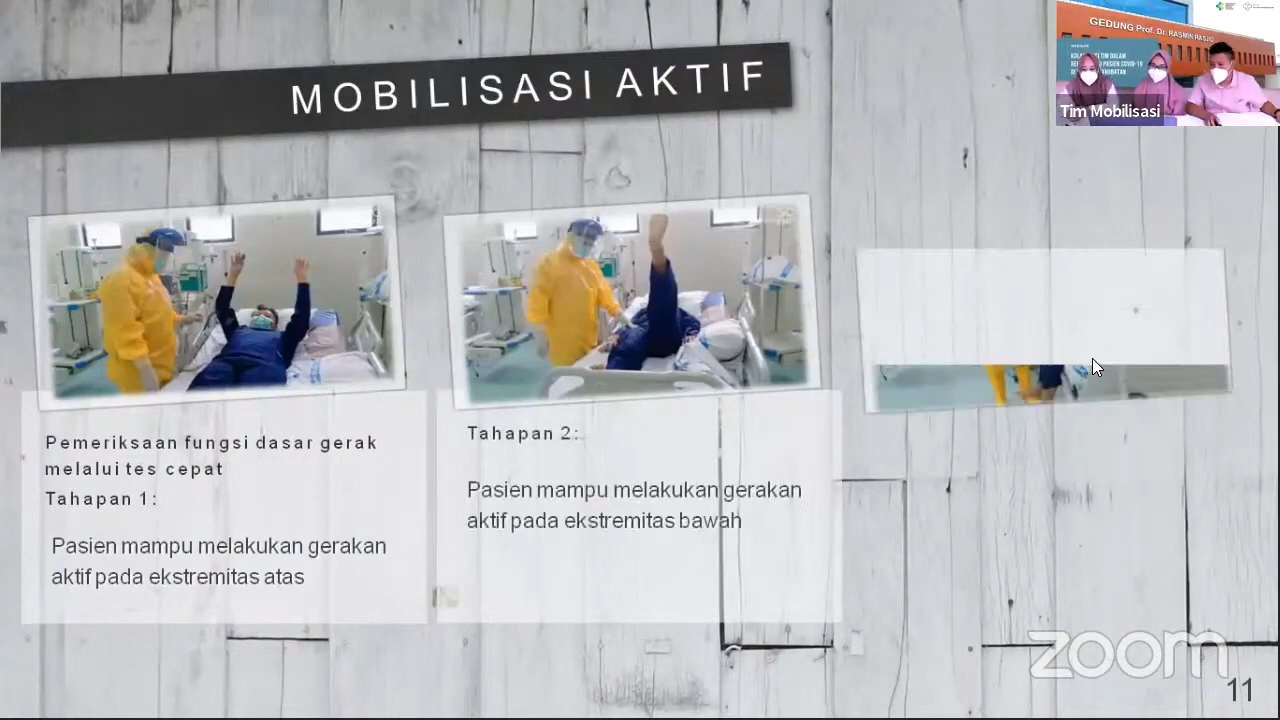 MOBILISASI AKTIF
GEDUNG Prof. Dr. RASMIN RASJID
Tim Mobilisasi
Pemeriksaan fungsi dasar gerak
melalui tes cepat
Tahapan 1:
Pasien mampu melakukan gerakan
aktif pada ekstremitas atas
Tahapan 2:
Pasien mampu melakukan gerakan
aktif pada ekstremitas bawah
zoom
11